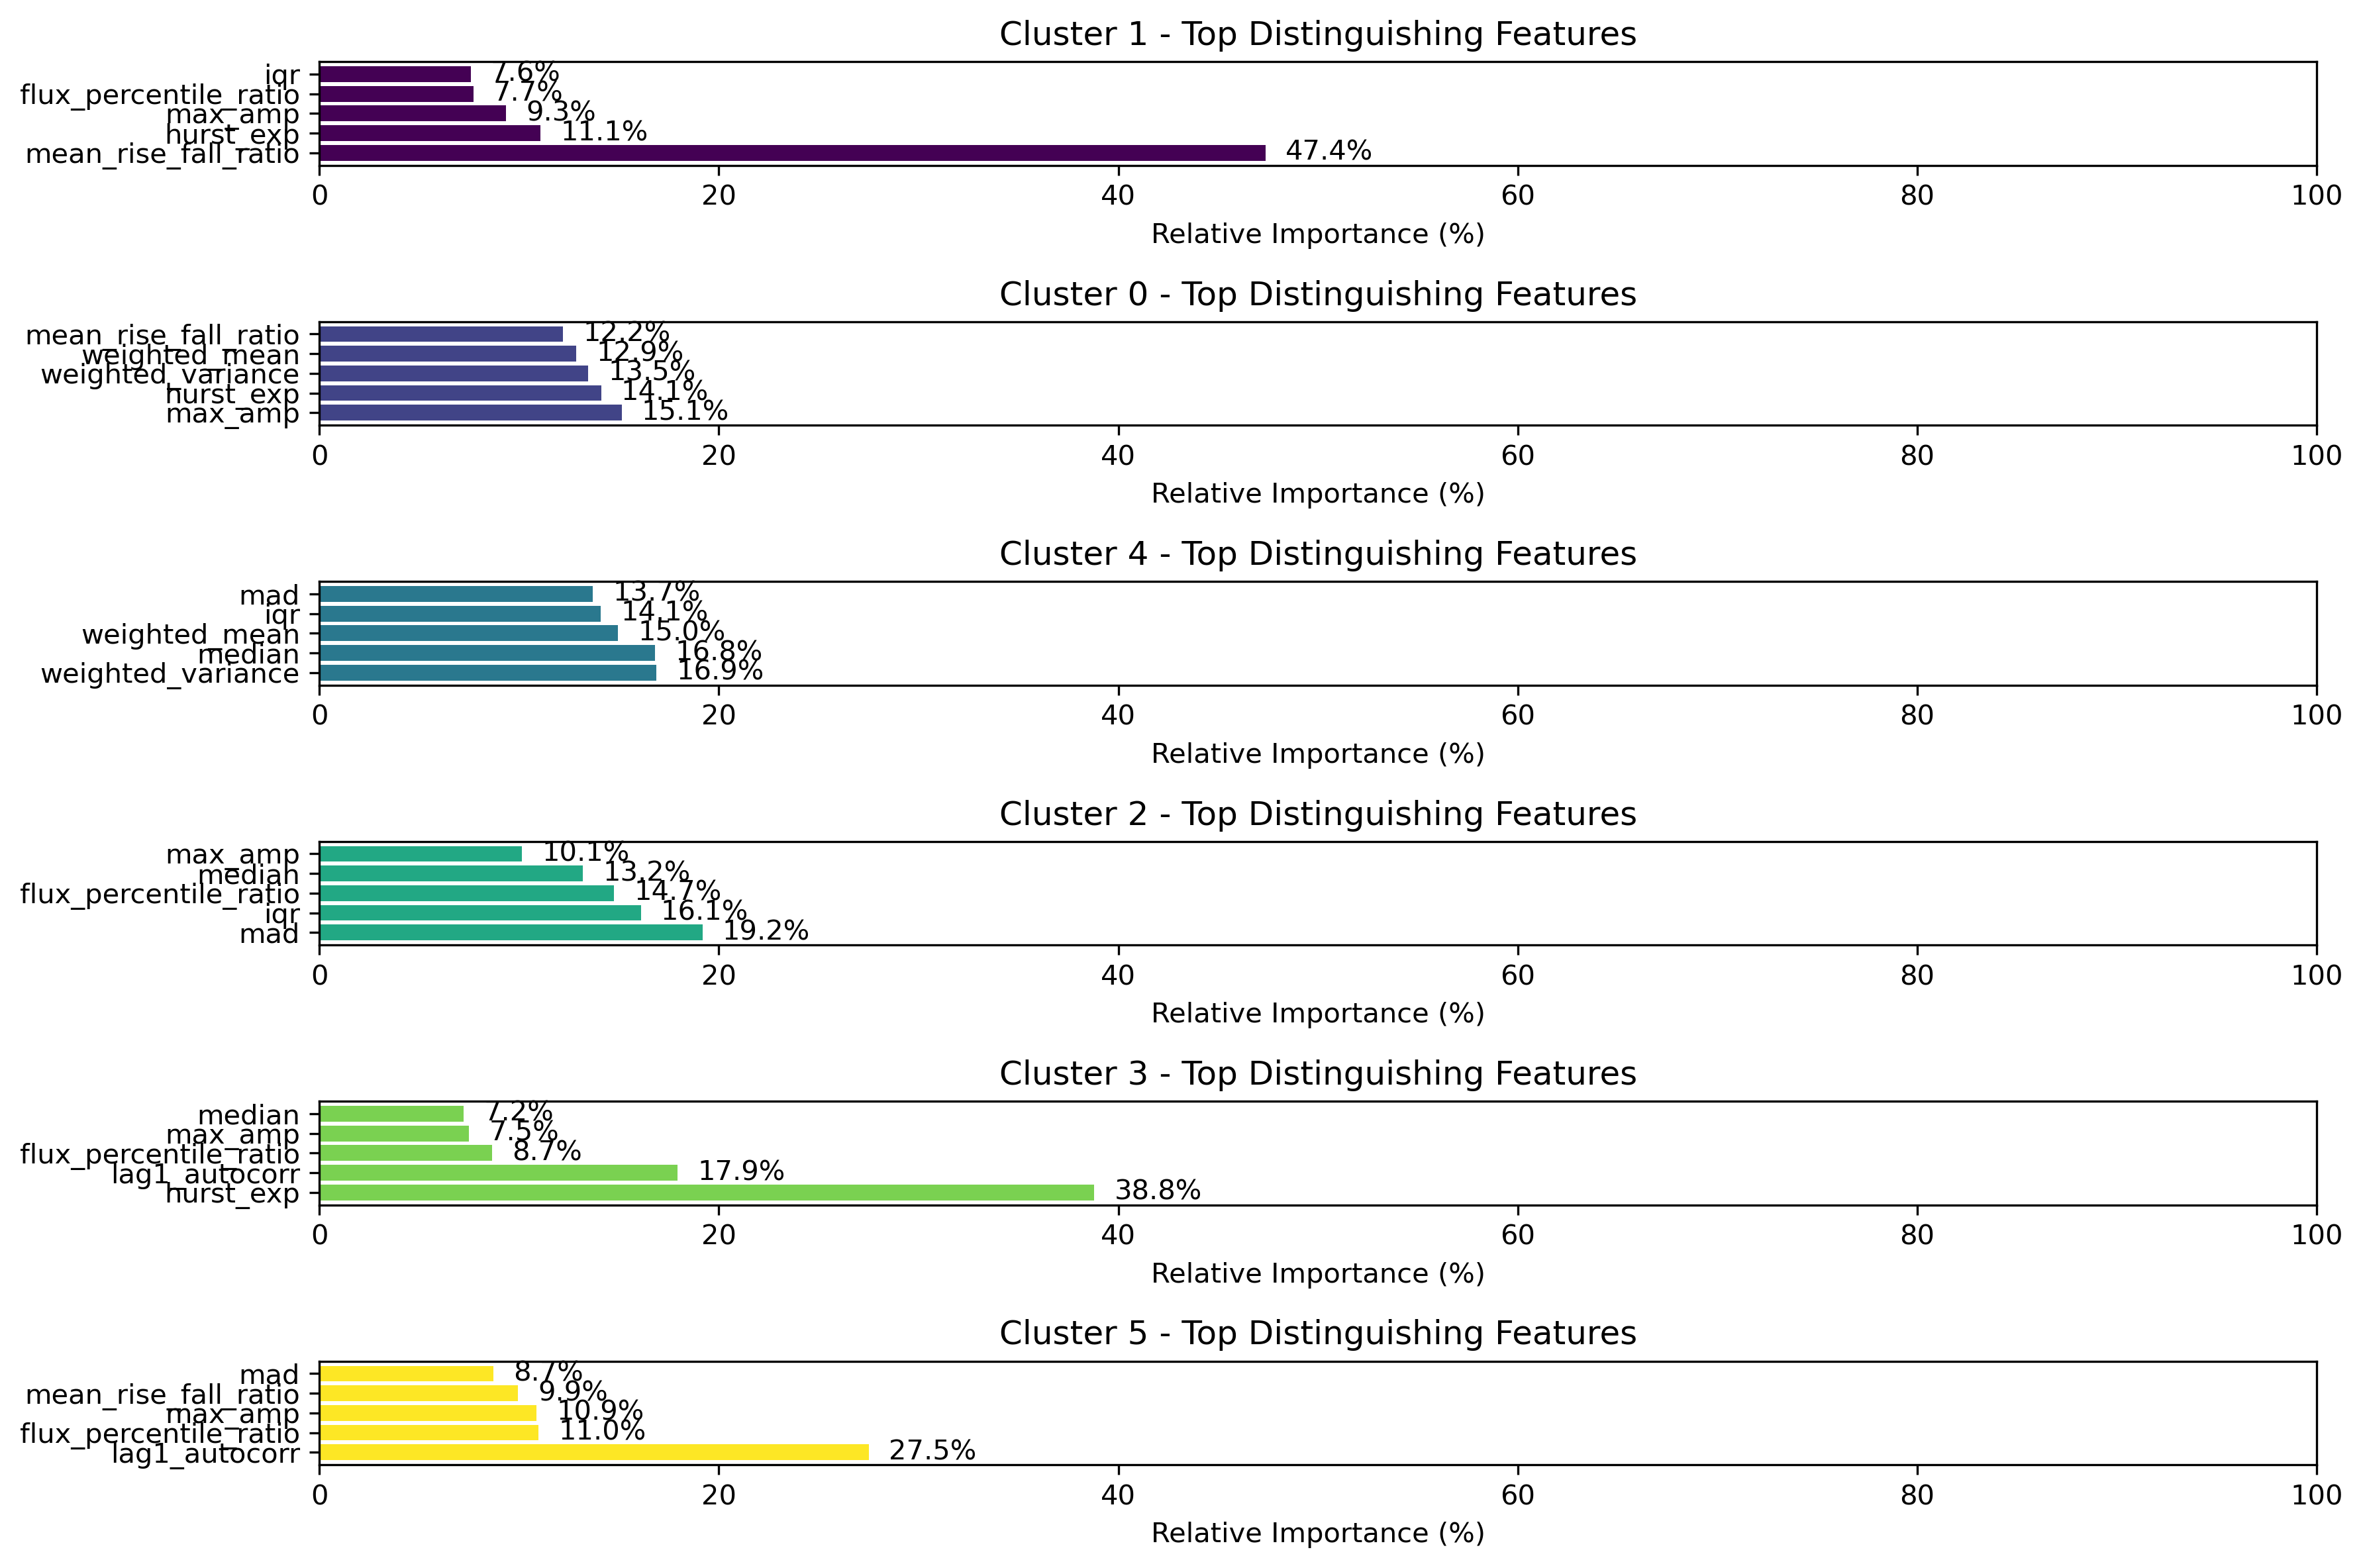 Cluster 1 - Top Distinguishing Features
iqr 7.6%
flux_percentile_ratio 7.7%
max_amp 9.3%
hurst_exp 11.1%
mean_rise_fall_ratio 47.4%
0 20 40 60 80 100
Relative Importance (%)
Cluster 0 - Top Distinguishing Features
mean_rise_fall_ratio 12.2%
weighted_mean 12.9%
weighted_variance 13.5%
hurst_exp 14.1%
max_amp 15.1%
0 20 40 60 80 100
Relative Importance (%)
Cluster 4 - Top Distinguishing Features
mad 13.7%
iqr 14.1%
weighted_mean 15.0%
median 16.8%
weighted_variance 16.9%
0 20 40 60 80 100
Relative Importance (%)
Cluster 2 - Top Distinguishing Features
max_amp 10.1%
median 13.2%
flux_percentile_ratio 14.7%
iqr 16.1%
mad 19.2%
0 20 40 60 80 100
Relative Importance (%)
Cluster 3 - Top Distinguishing Features
median 7.2%
max_amp 7.5%
flux_percentile_ratio 8.7%
lag1_autocorr 17.9%
hurst_exp 38.8%
0 20 40 60 80 100
Relative Importance (%)
Cluster 5 - Top Distinguishing Features
mad 8.7%
mean_rise_fall_ratio 9.9%
max_amp 10.9%
flux_percentile_ratio 11.0%
lag1_autocorr 27.5%
0 20 40 60 80 100
Relative Importance (%)